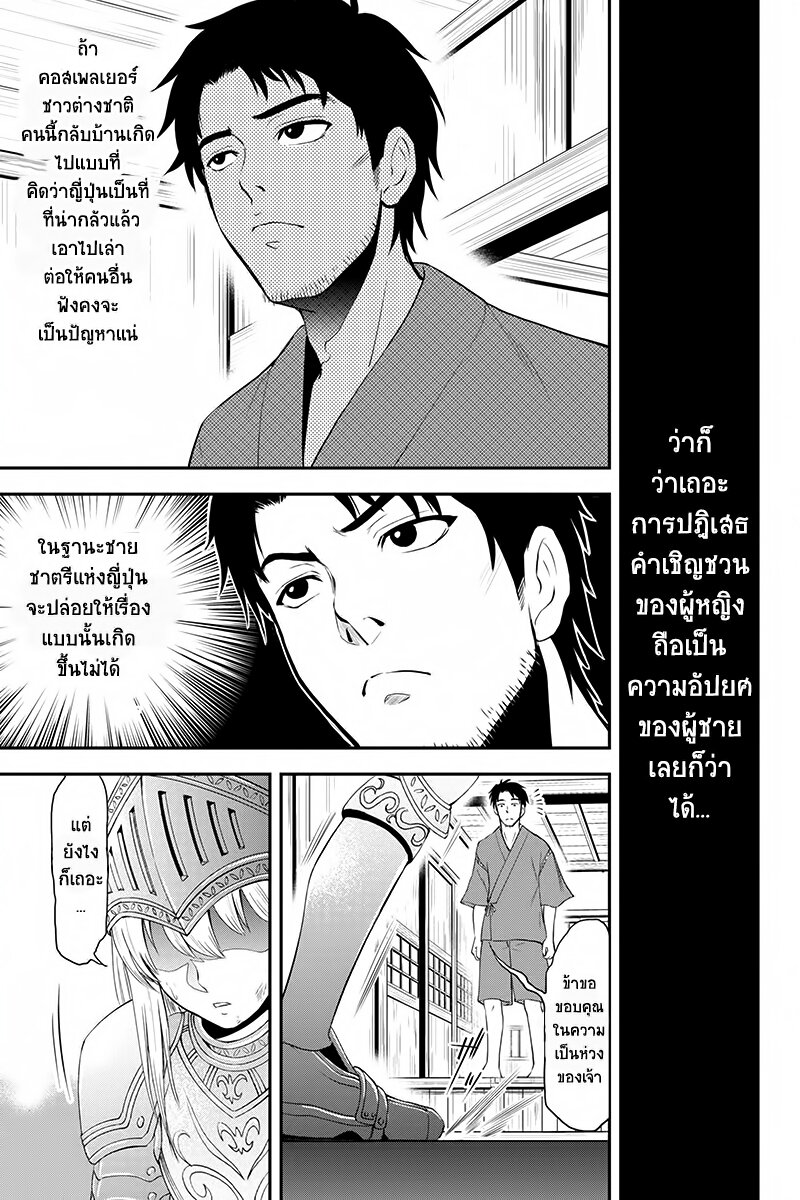 ว่าก็
ว่าเถอะ
การปฏิเสธ
คำเชิญชวน
ของผู้หญิง
ถือเป็น
ความอัปยศ
ของผู้ชาย
เลยก็ว่า
ได้...
ถ้า
คอสเพลเยอร์
ชาวต่างชาติ
คนนี้กลับบ้านเกิด
ไปแบบที่
คิดว่าญี่ปุ่นเป็นที่
ที่น่ากลัวแล้ว
เอาไปเล่า
ต่อให้คนอื่น
ฟังคงจะ
เป็นปัญหาแน่
ในฐานะชาย
ชาตรีแห่งญี่ปุ่น
จะปล่อยให้เรื่อง
แบบนั้นเกิด
ขึ้นไม่ได้
ข้าขอ
ขอบคุณ
ในความ
เป็นห่วง
ของเจ้า
แต่
ยังไง
ก็เถอะ
...